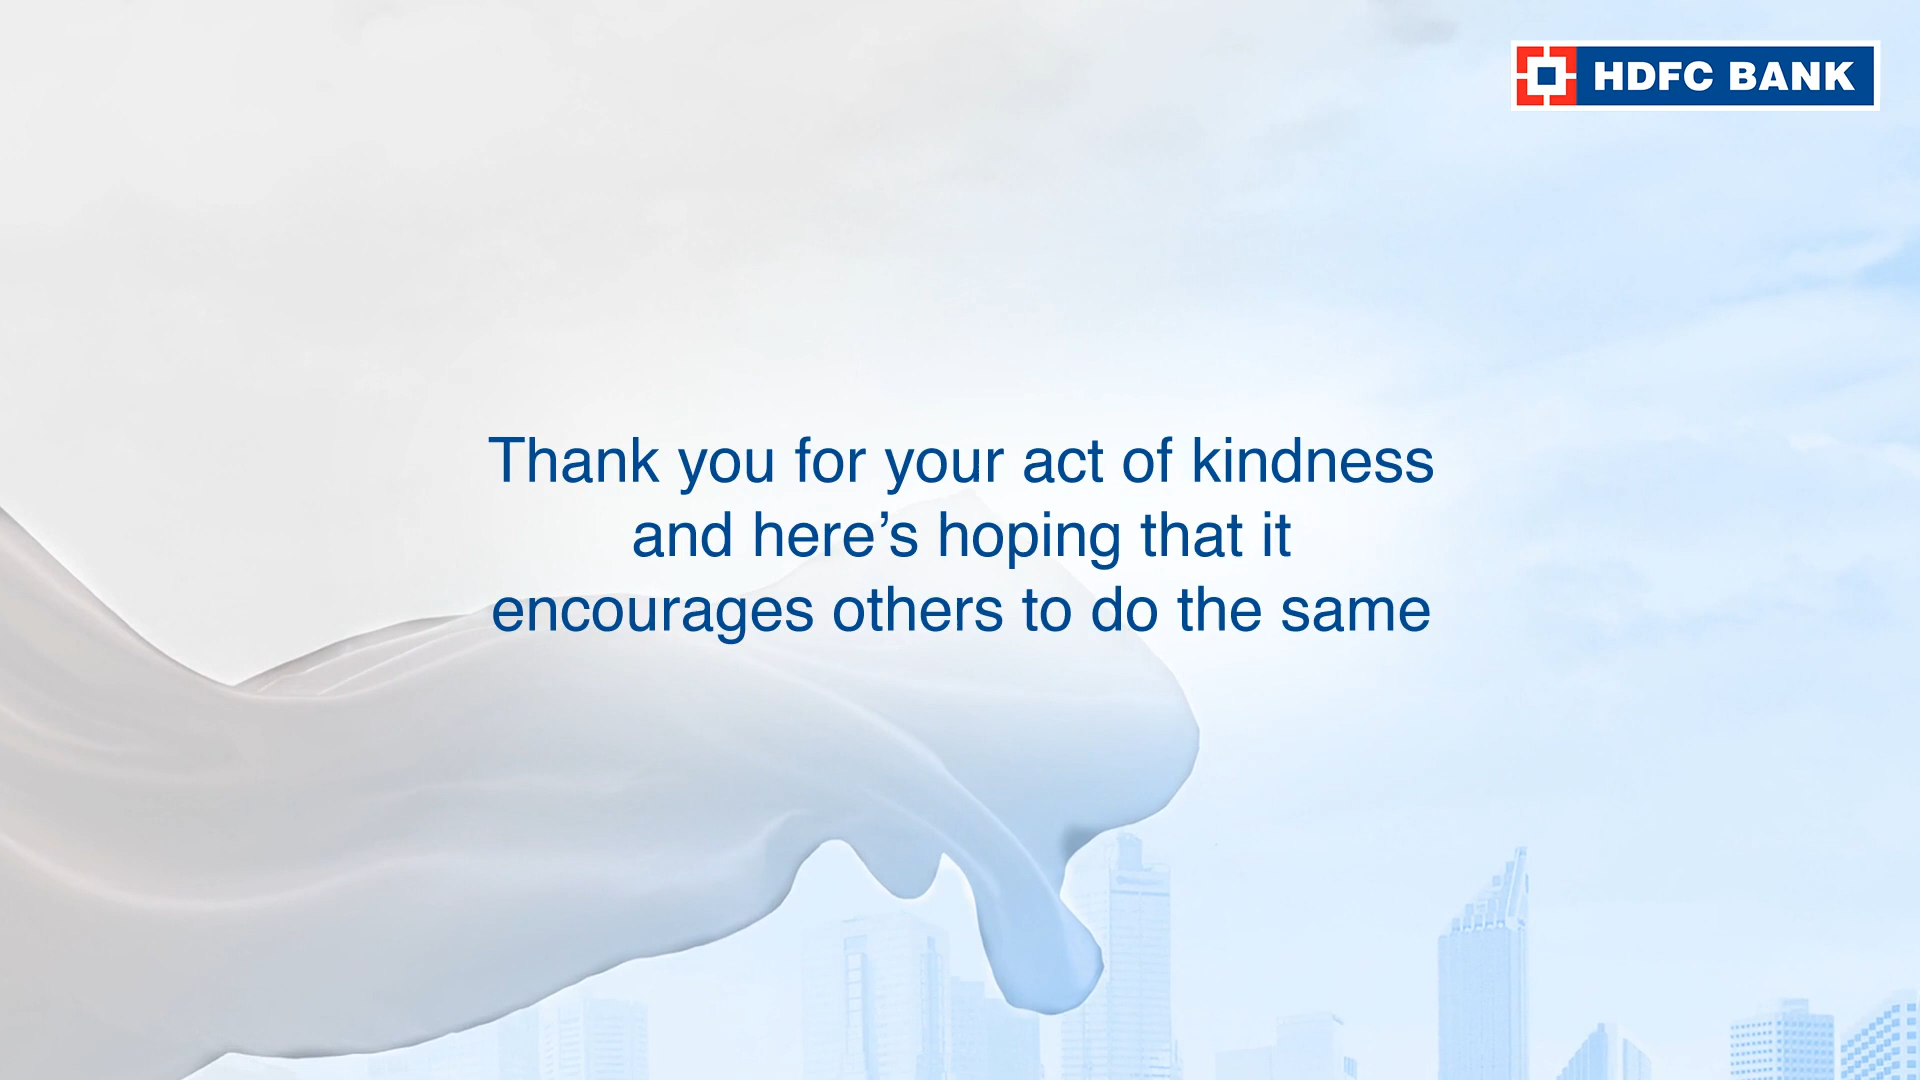 HDFC BANK
Thank you for your act of kindness
and here’s hoping that it
encourages others to do the same